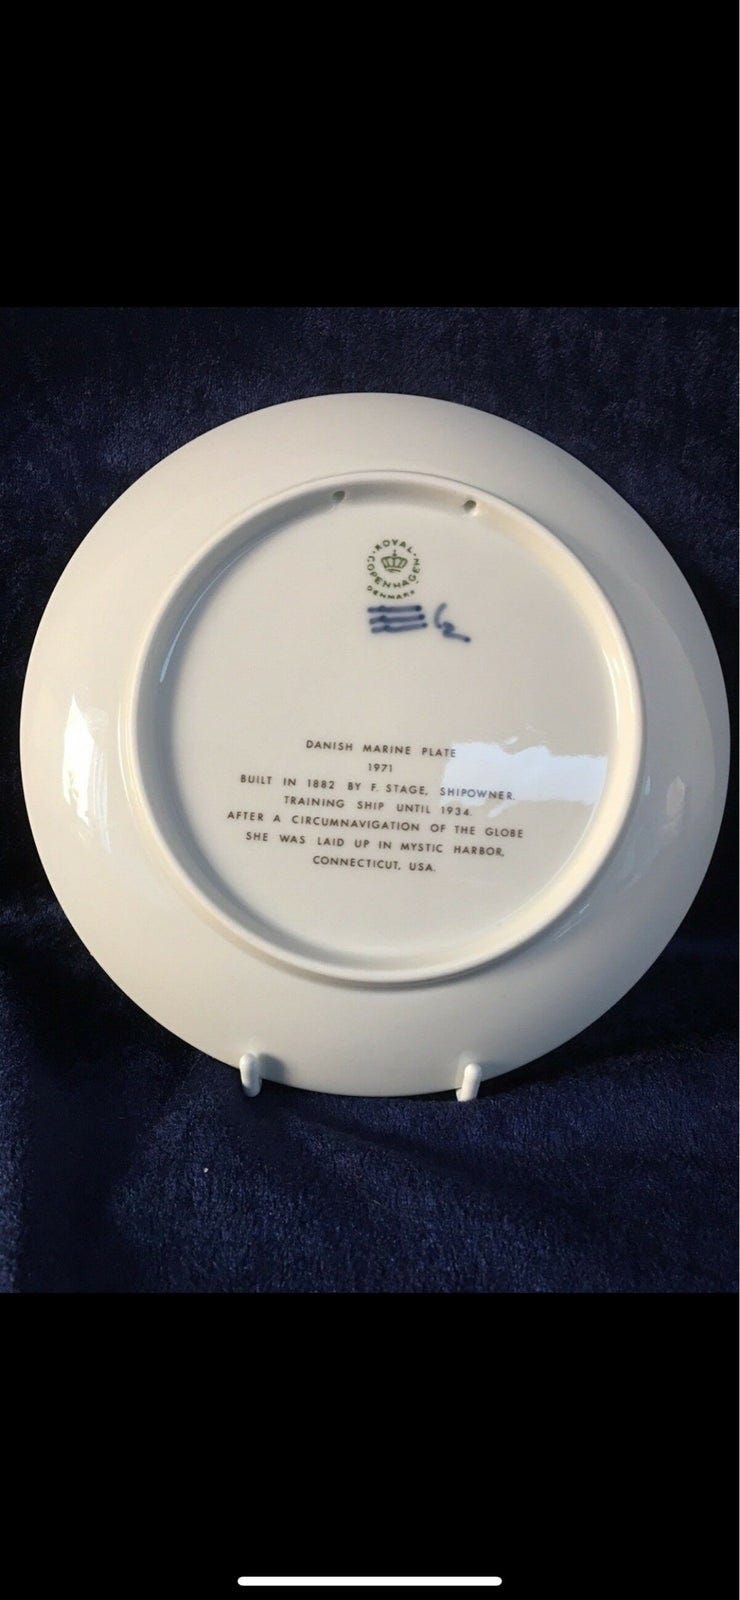 ROYAL
COPENHAGEN
DENMARK
DANISH MARINE PLATE
1971
BUILT IN 1882 BY F. STAGE, SHIPOWNER.
TRAINING SHIP UNTIL 1934.
AFTER A CIRCUMNAVIGATION OF THE GLOBE
SHE WAS LAID UP IN MYSTIC HARBOR,
CONNECTICUT, USA.